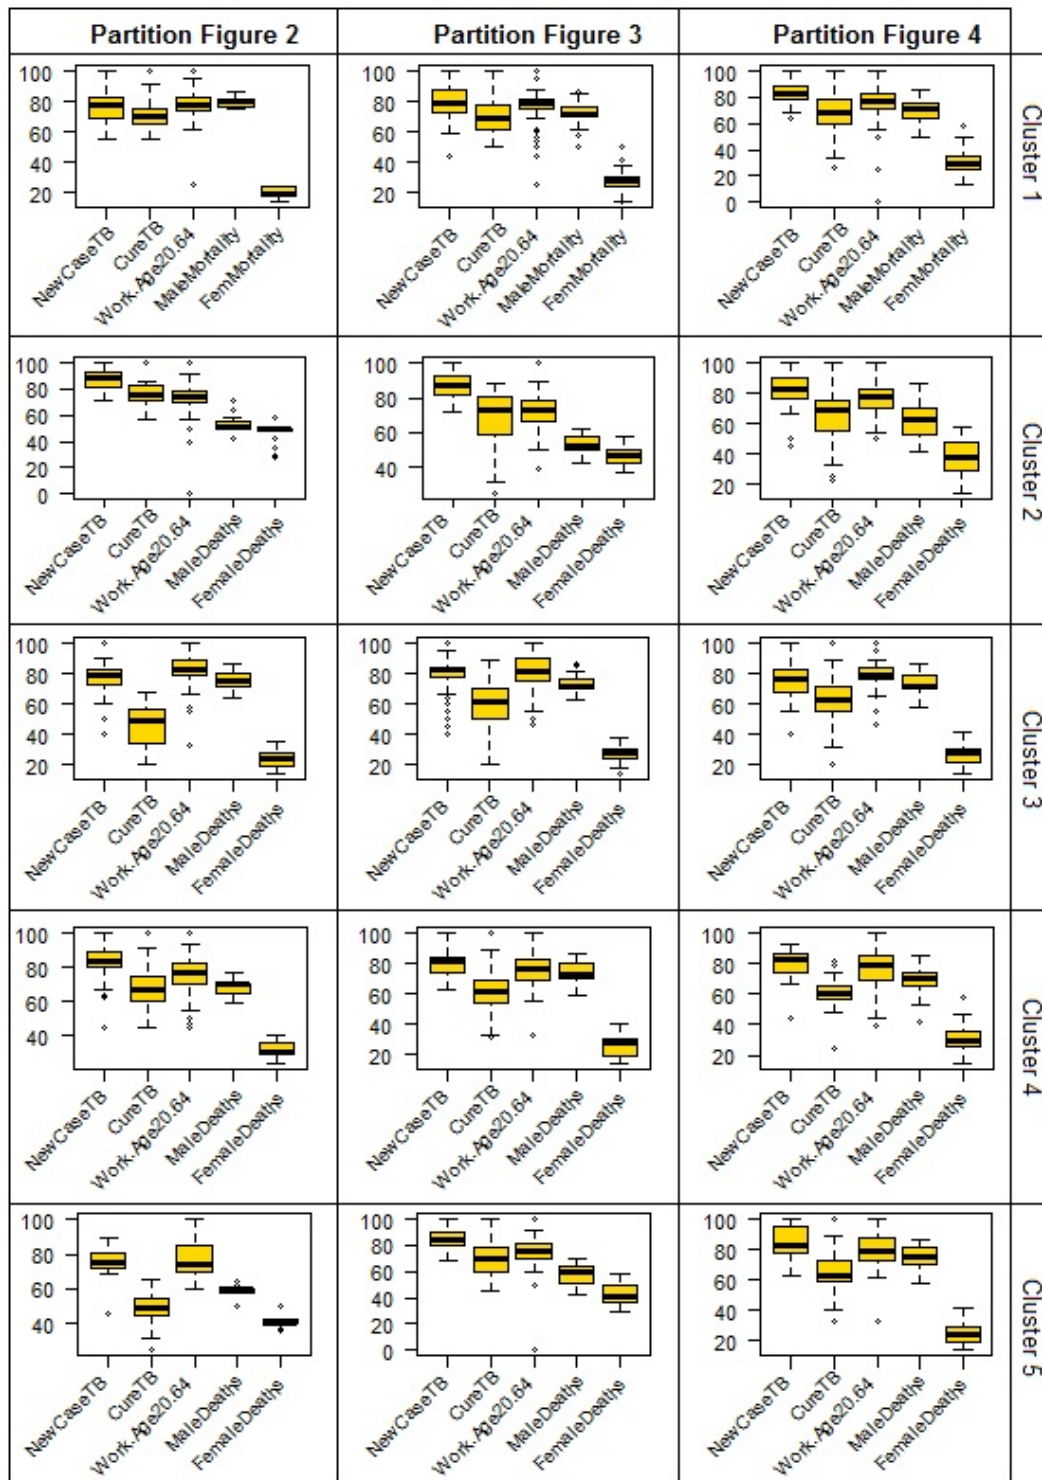 Partition Figure 2 Partition Figure 3 Partition Figure 4
100 80 60 40 20
NewCaseTB CureTB Work.Age20.64 MaleMortality FemMortality
100 80 60 40 20
NewCaseTB CureTB Work.Age20.64 MaleMortality FemMortality
100 80 60 40 20 0
NewCaseTB CureTB Work.Age20.64 MaleMortality FemMortality
Cluster 1
100 80 60 40 20 0
NewCaseTB CureTB Work.Age20.64 MaleDeaths FemaleDeaths
100 80 60 40
NewCaseTB CureTB Work.Age20.64 MaleDeaths FemaleDeaths
100 80 60 40 20
NewCaseTB CureTB Work.Age20.64 MaleDeaths FemaleDeaths
Cluster 2
100 80 60 40 20
NewCaseTB CureTB Work.Age20.64 MaleDeaths FemaleDeaths
100 80 60 40 20
NewCaseTB CureTB Work.Age20.64 MaleDeaths FemaleDeaths
100 80 60 40 20
NewCaseTB CureTB Work.Age20.64 MaleDeaths FemaleDeaths
Cluster 3
100 80 60 40
NewCaseTB CureTB Work.Age20.64 MaleDeaths FemaleDeaths
100 80 60 40 20
NewCaseTB CureTB Work.Age20.64 MaleDeaths FemaleDeaths
100 80 60 40 20
NewCaseTB CureTB Work.Age20.64 MaleDeaths FemaleDeaths
Cluster 4
100 80 60 40
NewCaseTB CureTB Work.Age20.64 MaleDeaths FemaleDeaths
100 80 60 40 20 0
NewCaseTB CureTB Work.Age20.64 MaleDeaths FemaleDeaths
100 80 60 40 20
NewCaseTB CureTB Work.Age20.64 MaleDeaths FemaleDeaths
Cluster 5